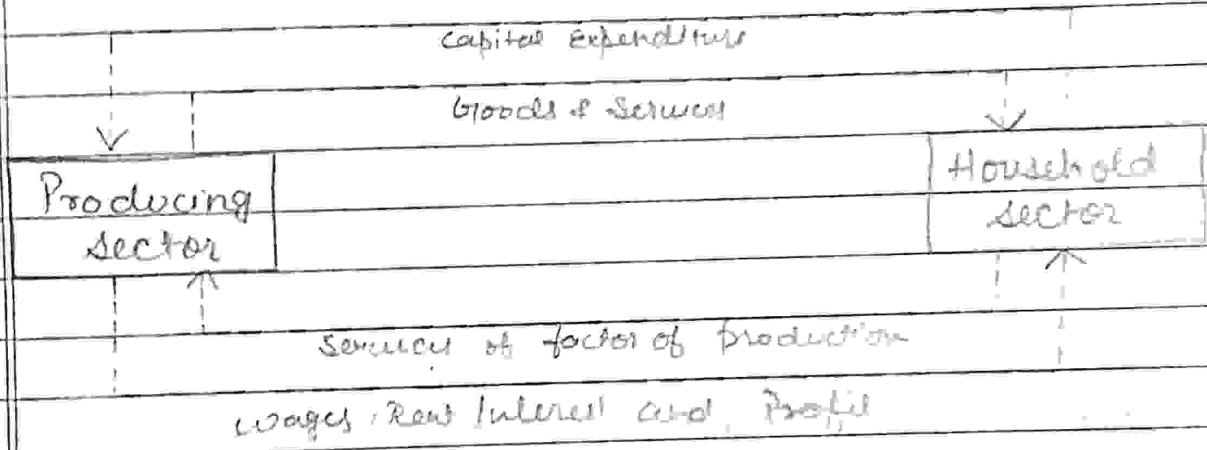 Capital Expenditure
Goods & Services
Producing
sector
Household
sector
services of factor of production
wages, Rent Interest and Profit